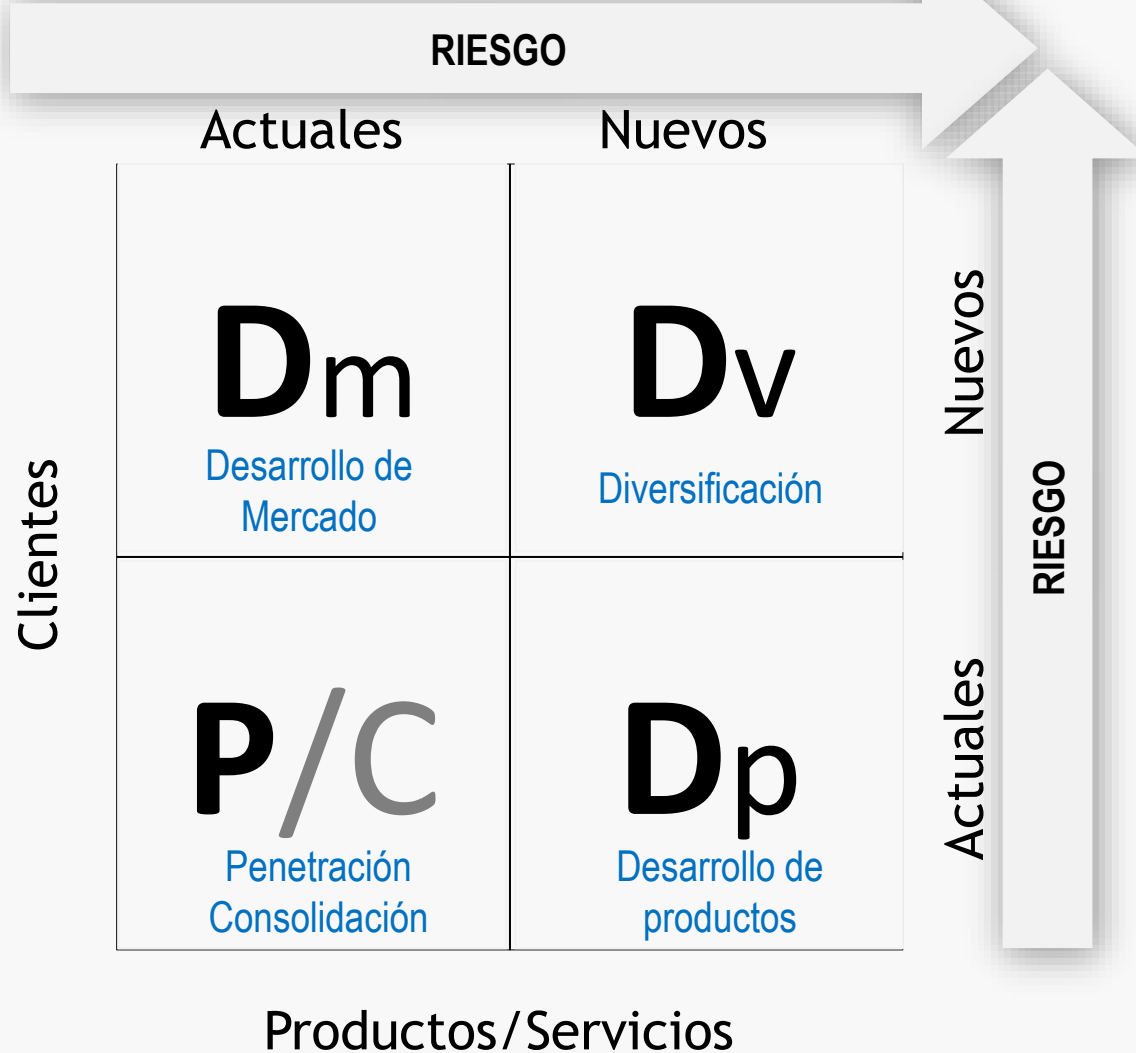 RIESGO
Actuales
Nuevos
Dm
Desarrollo de
Mercado
Dv
Diversificación
Nuevos
Clientes
RIESGO
P/C
Penetración
Consolidación
Dp
Desarrollo de
productos
Actuales
Productos/Servicios